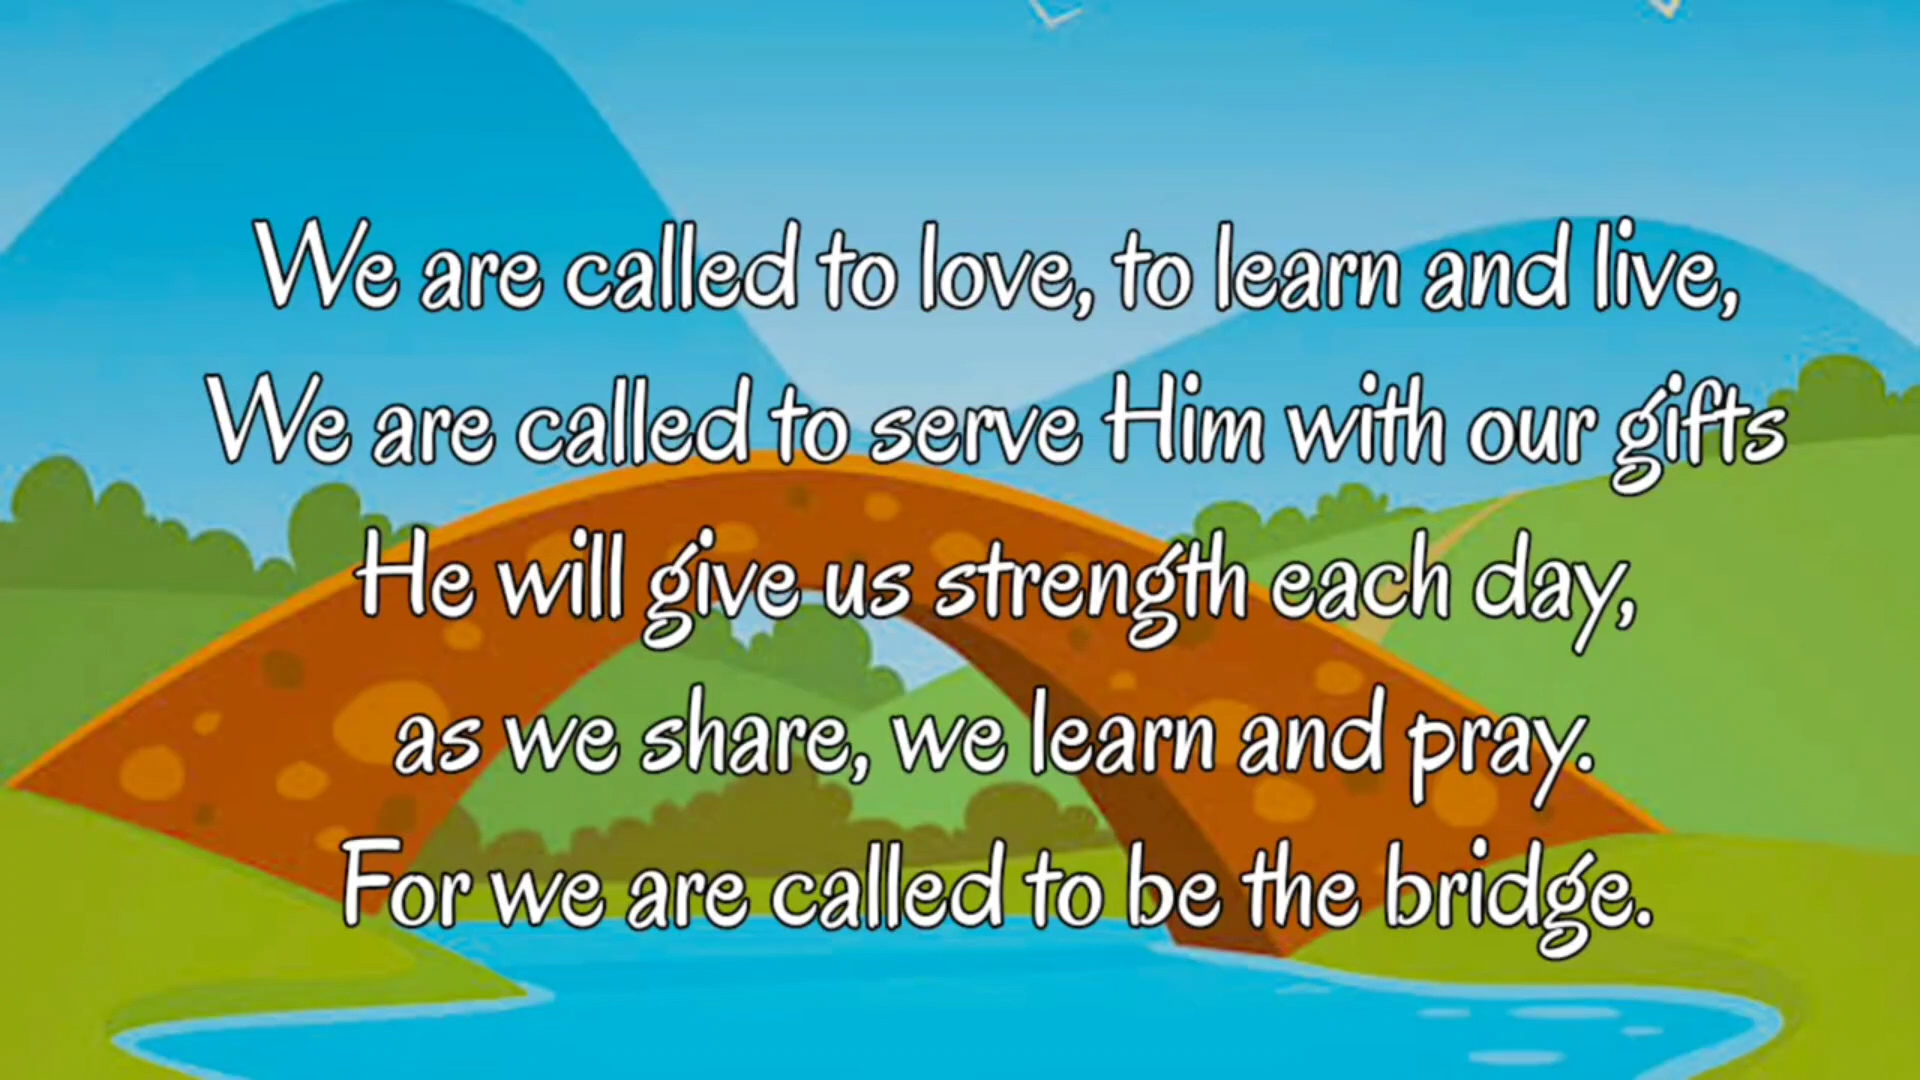 We are called to love, to learn and live,
We are called to serve Him with our gifts
He will give us strength each day,
as we share, we learn and pray.
For we are called to be the bridge.